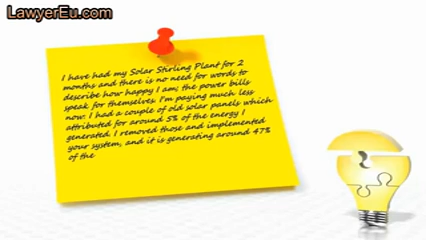 LawyerEu.com
I have had my Solar Stirling Plant for 2
months and there is no need for words to
describe how happy I am; the power bills
speak for themselves. I'm paying much less
now. I had a couple of old solar panels which
attributed for around 5% of the energy I
generated. I removed those and implemented
your system, and it is generating around 47%
of the